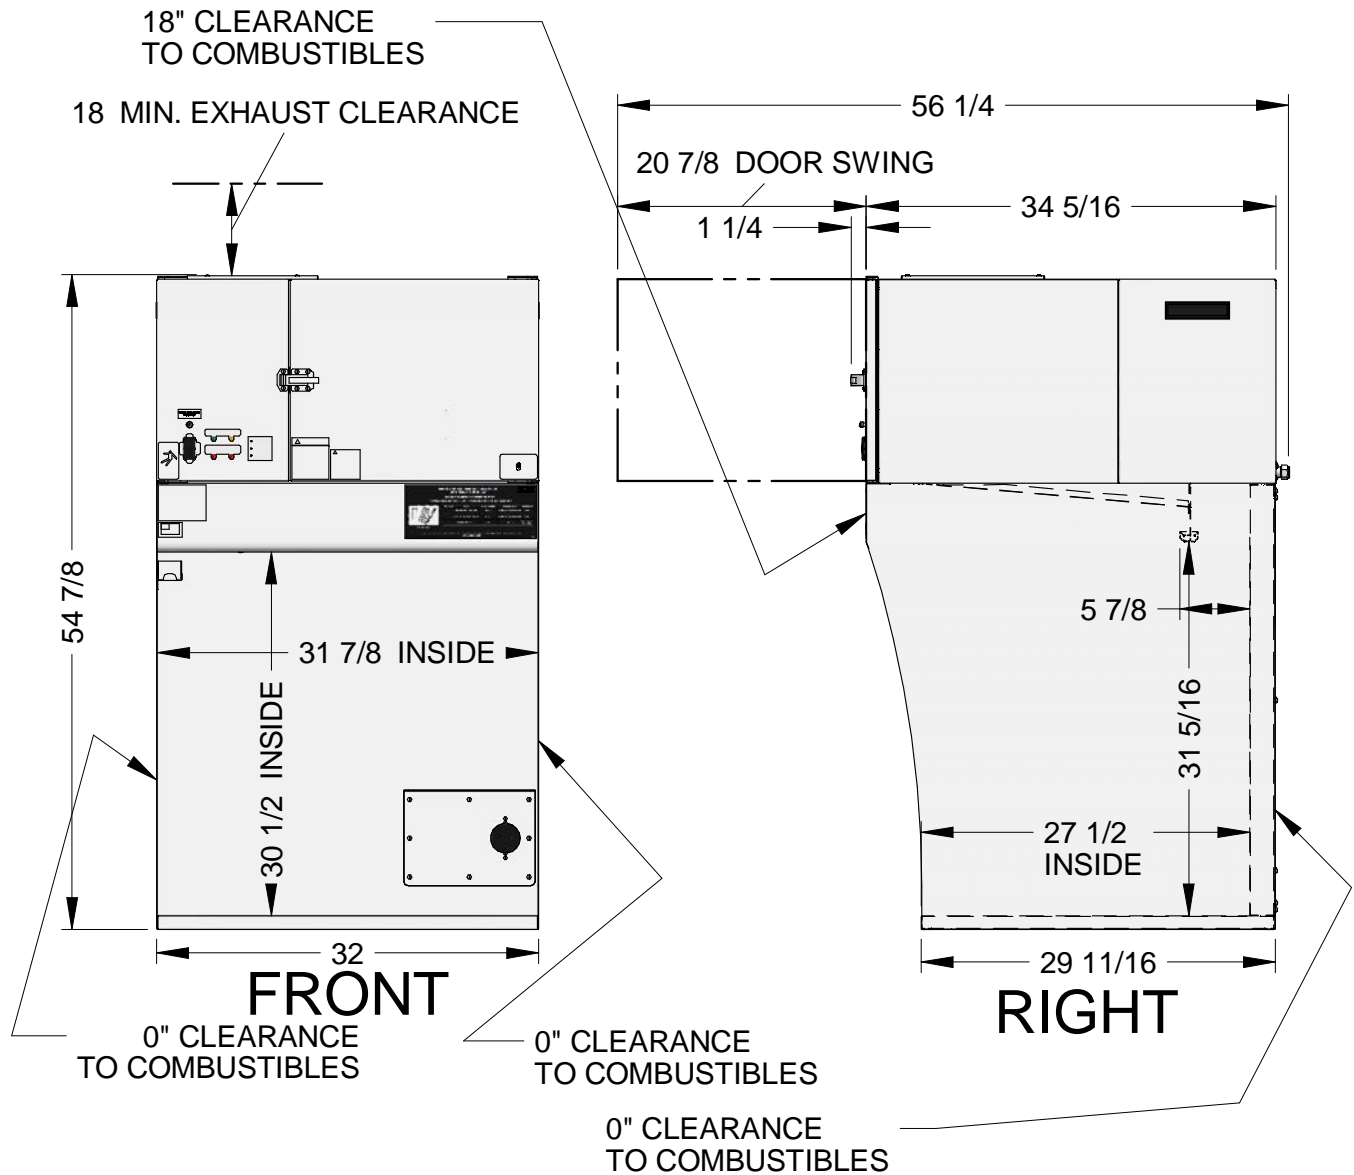 18" CLEARANCE
TO COMBUSTIBLES
18 MIN. EXHAUST CLEARANCE
56 1/4
20 7/8 DOOR SWING
34 5/16
1 1/4
54 7/8
31 7/8 INSIDE
30 1/2 INSIDE
5 7/8
31 5/16
27 1/2
INSIDE
32
29 11/16
FRONT
RIGHT
0" CLEARANCE
TO COMBUSTIBLES
0" CLEARANCE
TO COMBUSTIBLES
0" CLEARANCE
TO COMBUSTIBLES